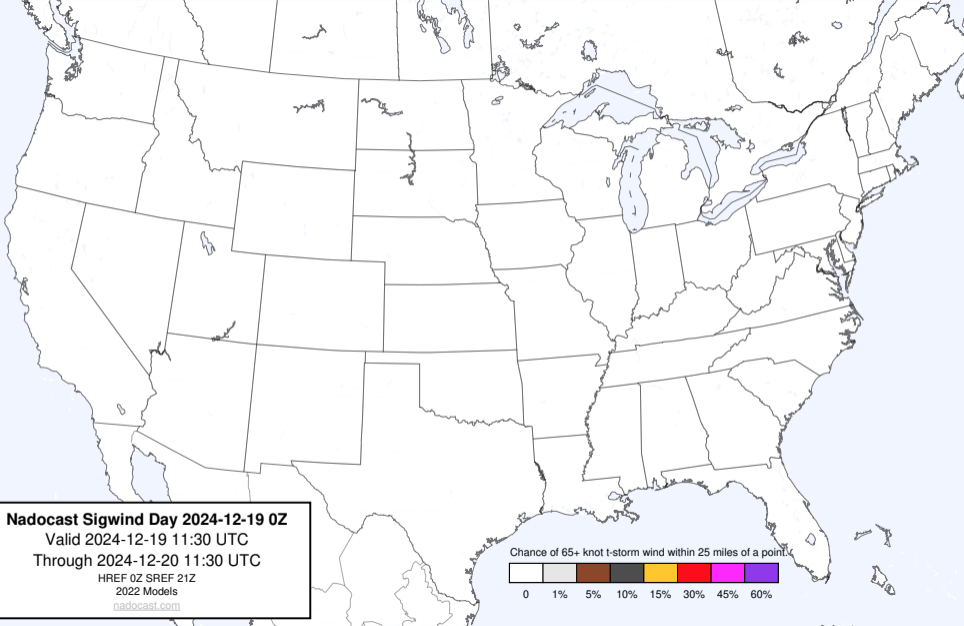 Nadocast Sigwind Day 2024-12-19 0Z
Valid 2024-12-19 11:30 UTC
Through 2024-12-20 11:30 UTC
HREF 0Z SREF 21Z
2022 Models
nadocast.com
Chance of 65+ knot t-storm wind within 25 miles of a point.
0 1% 5% 10% 15% 30% 45% 60%